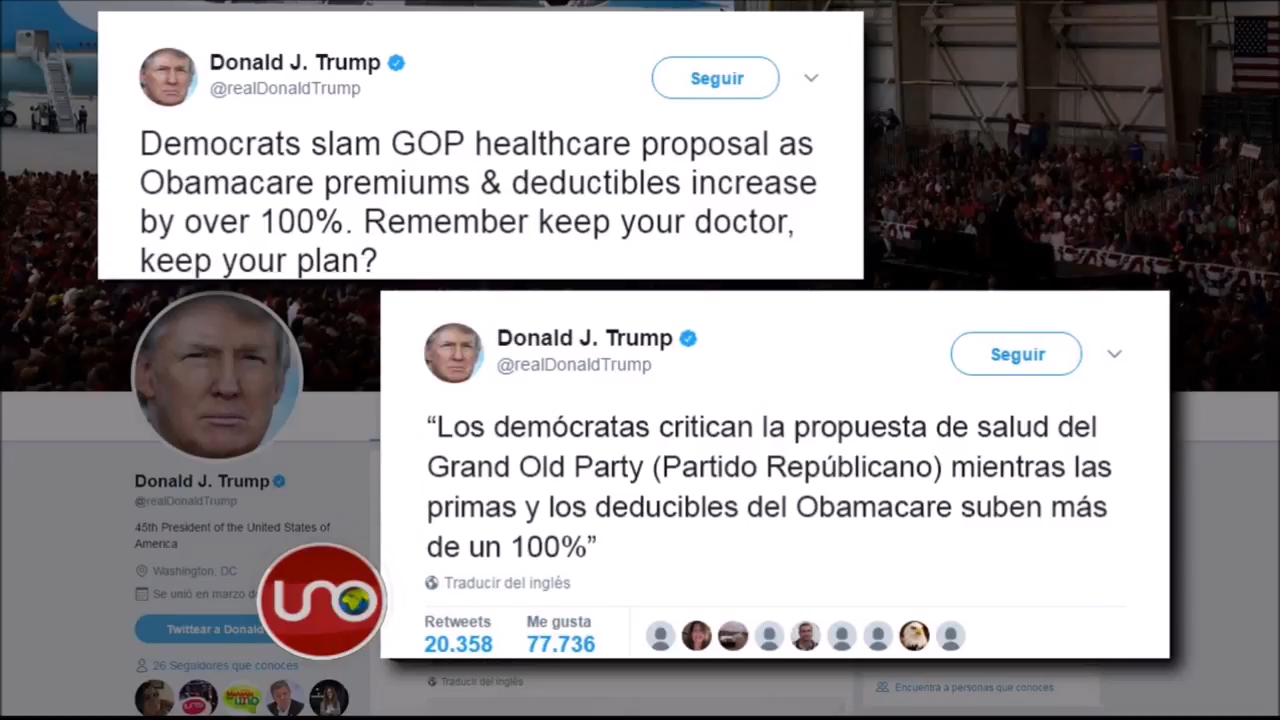 Donald J. Trump
@realDonaldTrump
Seguir
Democrats slam GOP healthcare proposal as
Obamacare premiums & deductibles increase
by over 100%. Remember keep your doctor,
keep your plan?
Donald J. Trump
@realDonaldTrump
Seguir
“Los demócratas critican la propuesta de salud del
Grand Old Party (Partido Repúblicano) mientras las
primas y los deducibles del Obamacare suben más
de un 100%”
Traducir del inglés
Retweets
Me gusta
20.358
77.736
Donald J. Trump
@realDonaldTrump
45th President of the United States of
America
Washington, DC
Se unió en marzo
Twittear a Donald
26 Seguidores que conoces
UNO
Traducir del inglés
Encuentra a personas que conoces